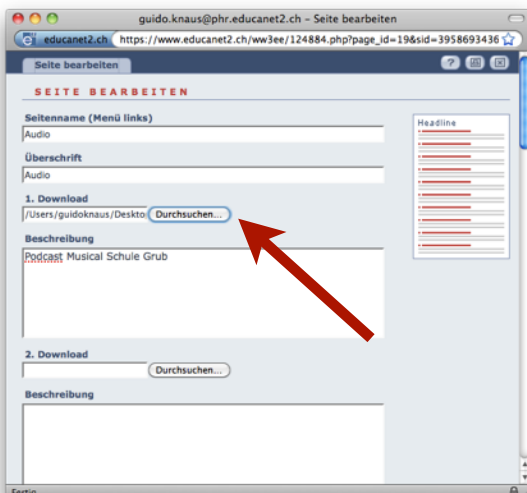 guido.knaus@phr.educanet2.ch – Seite bearbeiten
educanet2.ch https://www.educanet2.ch/ww3ee/124884.php?page_id=19&sid=3958693436
Seite bearbeiten
SEITE BEARBEITEN
Seitenname (Menü links)
Audio
Headline
Überschrift
Audio
1. Download
/Users/guidoknaus/Deskto Durchsuchen...
Beschreibung
Podcast Musical Schule Grub
2. Download
Durchsuchen...
Beschreibung
Fertig